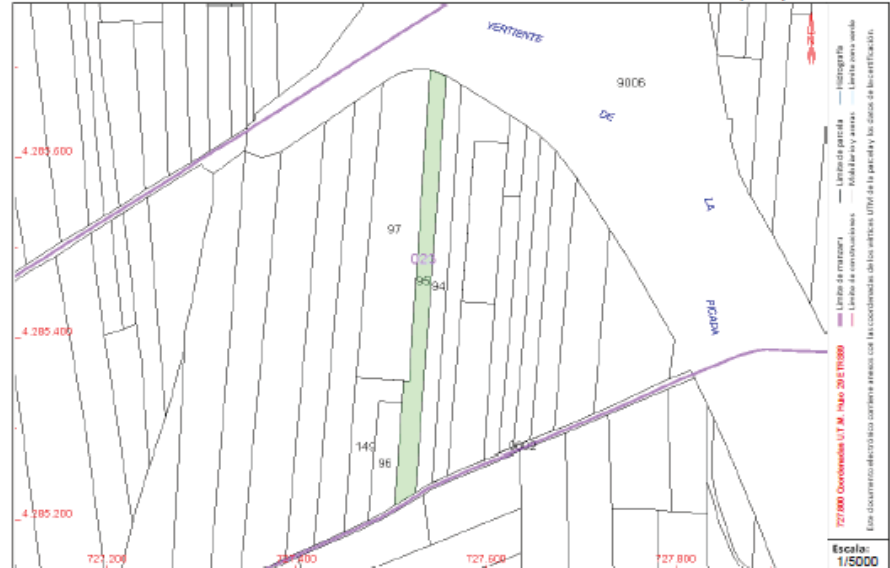 VERTIENTE
9006
DE
4.285.600
LA
97
023
95
94
PIGADA
4.285.400
149
96
9002
4.285.200
727.200
727.400
727.600
727.800
Límite de manzana
Límite de parcela
Hidrografía
Límite de construcciones
Mobiliario y aceras
Límite zona verde
727.800 Coordenadas U.T.M. Huso 29 ETRS89
Este documento electrónico contiene anexos con las coordenadas de los vértices UTM de la parcela y los datos de la certificación.
Escala:
1/5000